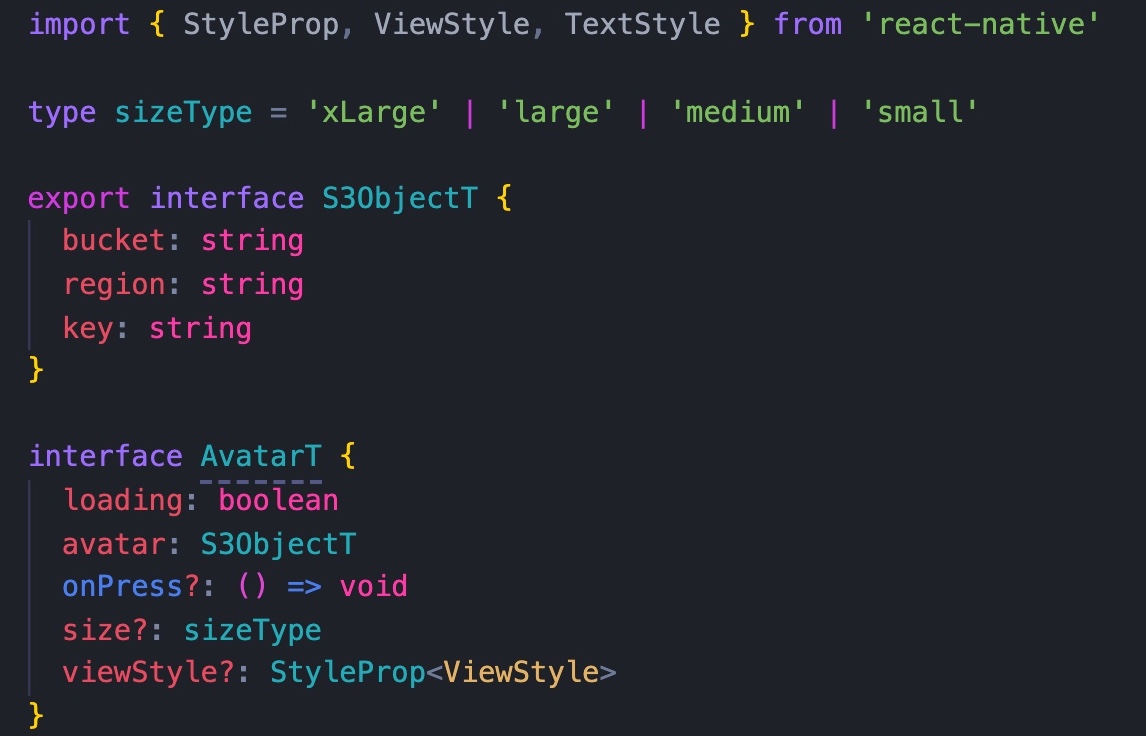 import { StyleProp, ViewStyle, TextStyle } from 'react-native'
type sizeType = 'xLarge' | 'large' | 'medium' | 'small'
export interface S3ObjectT {
bucket: string
region: string
key: string
}
interface AvatarT {
loading: boolean
avatar: S3ObjectT
onPress?: () => void
size?: sizeType
viewStyle?: StyleProp<ViewStyle>
}